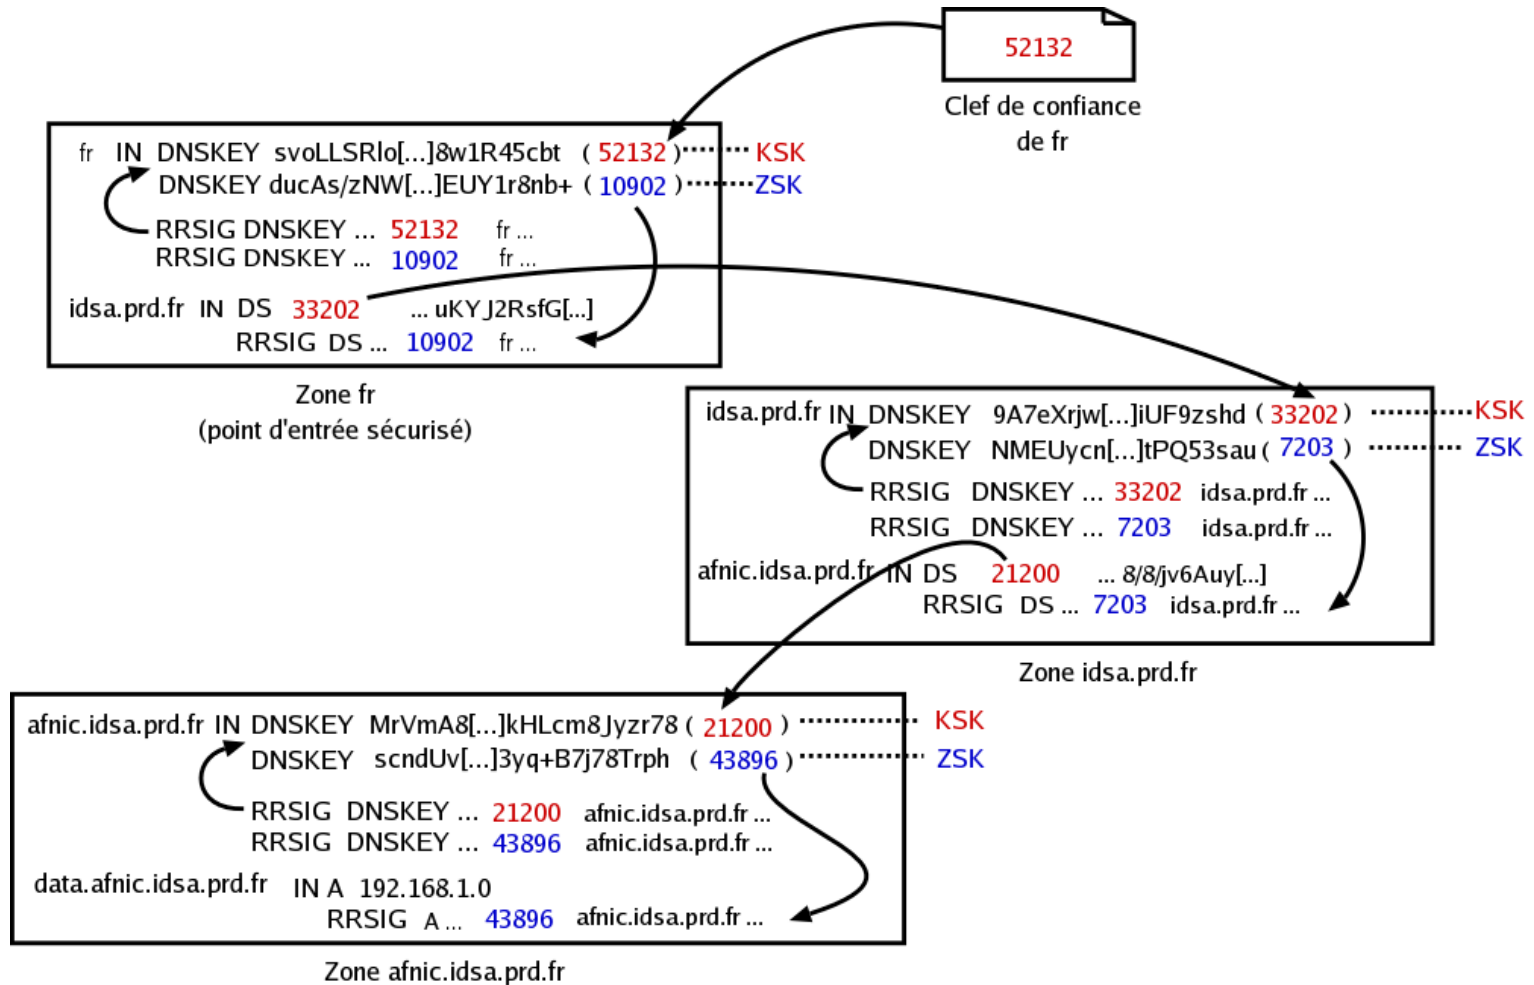 52132
Clef de confiance
de fr
fr IN DNSKEY svoLLSRlo[...]8w1R45cbt ( 52132 ) KSK
DNSKEY ducAs/zNW[...]EUY1r8nb+ ( 10902 ) ZSK
RRSIG DNSKEY ... 52132 fr ...
RRSIG DNSKEY ... 10902 fr ...
idsa.prd.fr IN DS 33202 ... uKYJ2RsfG[...]
RRSIG DS ... 10902 fr ...
Zone fr
(point d'entrée sécurisé)
idsa.prd.fr IN DNSKEY 9A7eXrjw[...]iUF9zshd ( 33202 ) KSK
DNSKEY NMEUycn[...]tPQ53sau ( 7203 ) ZSK
RRSIG DNSKEY ... 33202 idsa.prd.fr ...
RRSIG DNSKEY ... 7203 idsa.prd.fr ...
afnic.idsa.prd.fr IN DS 21200 ... 8/8/jv6Auy[...]
RRSIG DS ... 7203 idsa.prd.fr ...
Zone idsa.prd.fr
afnic.idsa.prd.fr IN DNSKEY MrVmA8[...]kHLcm8Jyzr78 ( 21200 ) KSK
DNSKEY scndUv[...]3yq+B7j78Trph ( 43896 ) ZSK
RRSIG DNSKEY ... 21200 afnic.idsa.prd.fr ...
RRSIG DNSKEY ... 43896 afnic.idsa.prd.fr ...
data.afnic.idsa.prd.fr IN A 192.168.1.0
RRSIG A ... 43896 afnic.idsa.prd.fr ...
Zone afnic.idsa.prd.fr